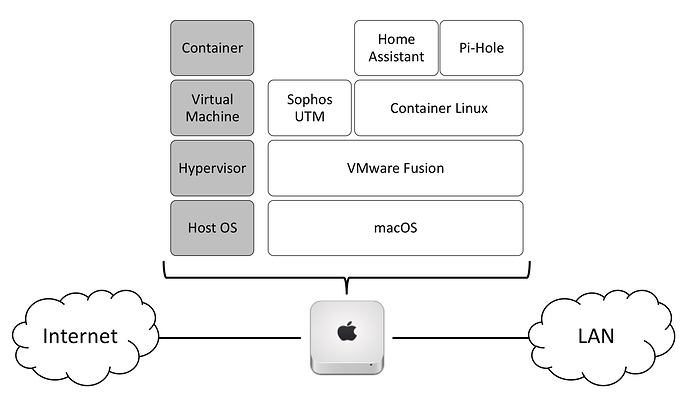 Container
Home
Assistant
Pi-Hole
Virtual
Machine
Sophos
UTM
Container Linux
Hypervisor
VMware Fusion
Host OS
macOS
Internet
LAN